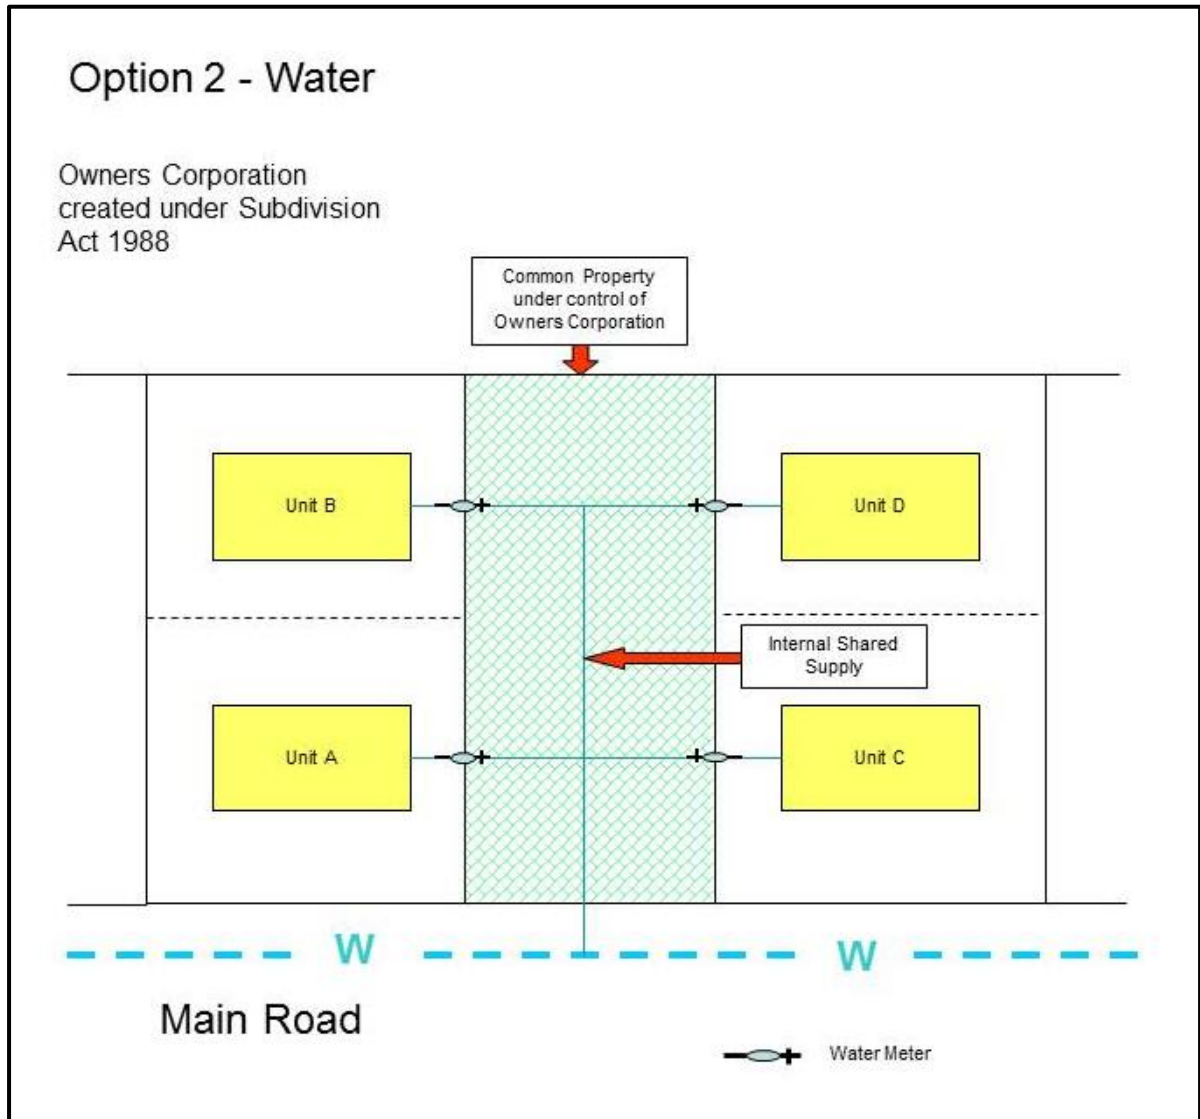 Option 2 - Water
Owners Corporation
created under Subdivision
Act 1988
Common Property
under control of
Owners Corporation
Unit B
Unit D
Internal Shared
Supply
Unit A
Unit C
W
W
Main Road
Water Meter